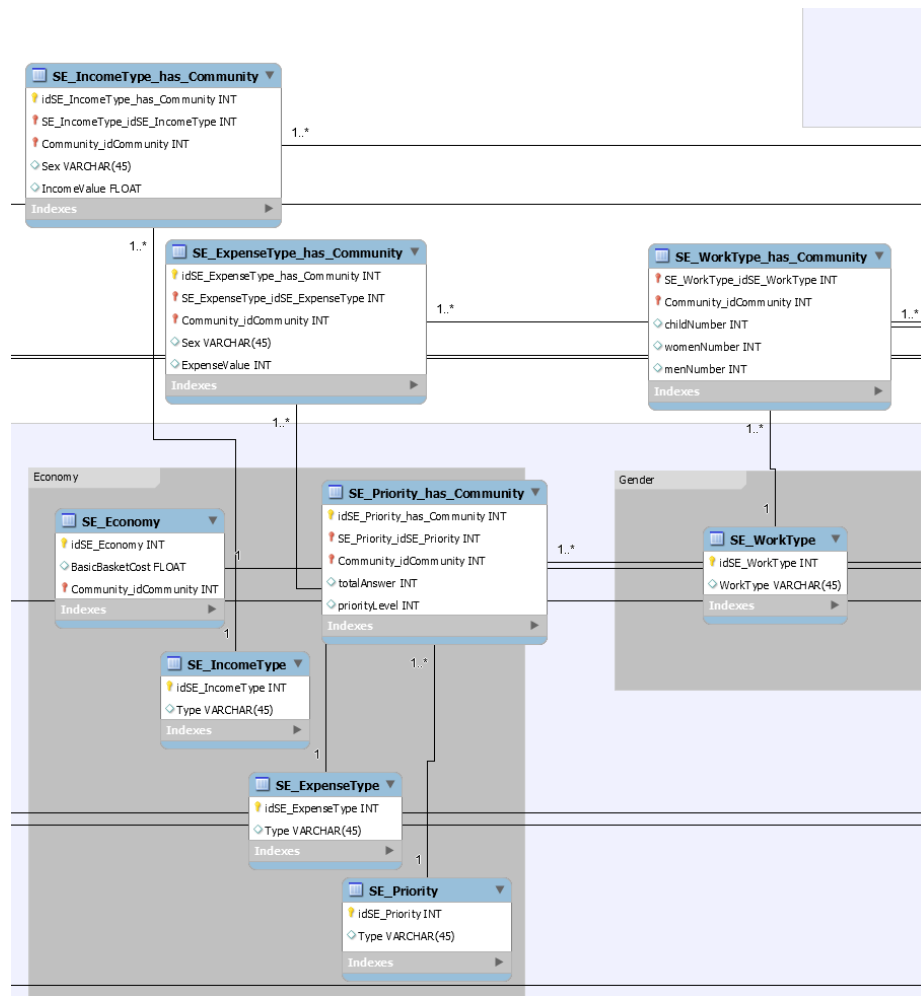 SE_IncomeType_has_Community
idSE_IncomeType_has_Community INT
SE_IncomeType_idSE_IncomeType INT
Community_idCommunity INT
Sex VARCHAR(45)
IncomeValue FLOAT
Indexes
1..*
1..*
SE_ExpenseType_has_Community
idSE_ExpenseType_has_Community INT
SE_ExpenseType_idSE_ExpenseType INT
Community_idCommunity INT
Sex VARCHAR(45)
ExpenseValue INT
Indexes
1..*
1..*
SE_WorkType_has_Community
SE_WorkType_idSE_WorkType INT
Community_idCommunity INT
childNumber INT
womenNumber INT
menNumber INT
Indexes
1..*
1..*
Economy
SE_Economy
idSE_Economy INT
BasicBasketCost FLOAT
Community_idCommunity INT
Indexes
1
1
SE_Priority_has_Community
idSE_Priority_has_Community INT
SE_Priority_idSE_Priority INT
Community_idCommunity INT
totalAnswer INT
priorityLevel INT
Indexes
1..*
1..*
Gender
1
SE_WorkType
idSE_WorkType INT
WorkType VARCHAR(45)
Indexes
SE_IncomeType
idSE_IncomeType INT
Type VARCHAR(45)
Indexes
1
SE_ExpenseType
idSE_ExpenseType INT
Type VARCHAR(45)
Indexes
1
SE_Priority
idSE_Priority INT
Type VARCHAR(45)
Indexes